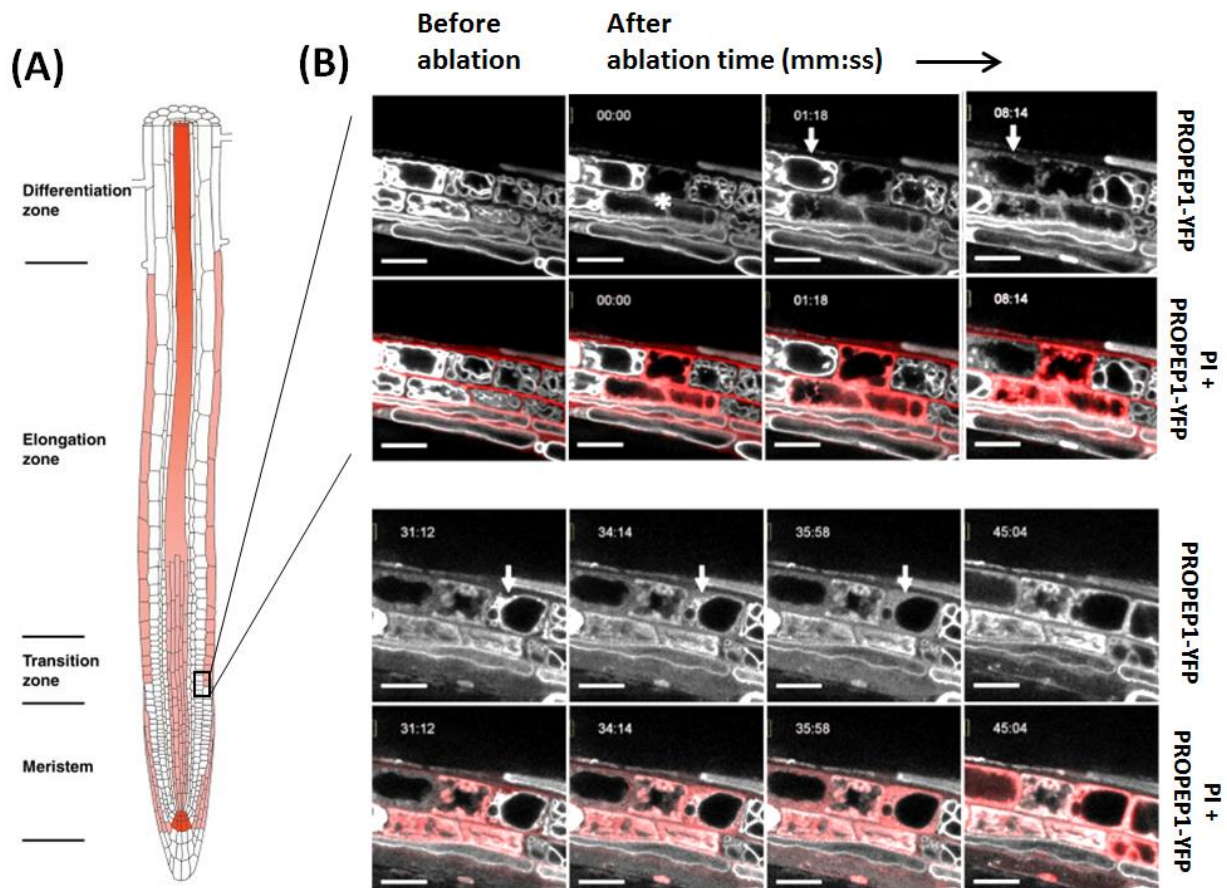 (A)
Differentiation
zone
Elongation
zone
Transition
zone
Meristem
(B)
Before
ablation
After
ablation time (mm:ss)
00:00
01:18
08:14
PROPEP1-YFP
*
00:00
01:18
08:14
PI +
PROPEP1-YFP
31:12
34:14
35:58
45:04
PROPEP1-YFP
31:12
34:14
35:58
45:04
PI +
PROPEP1-YFP